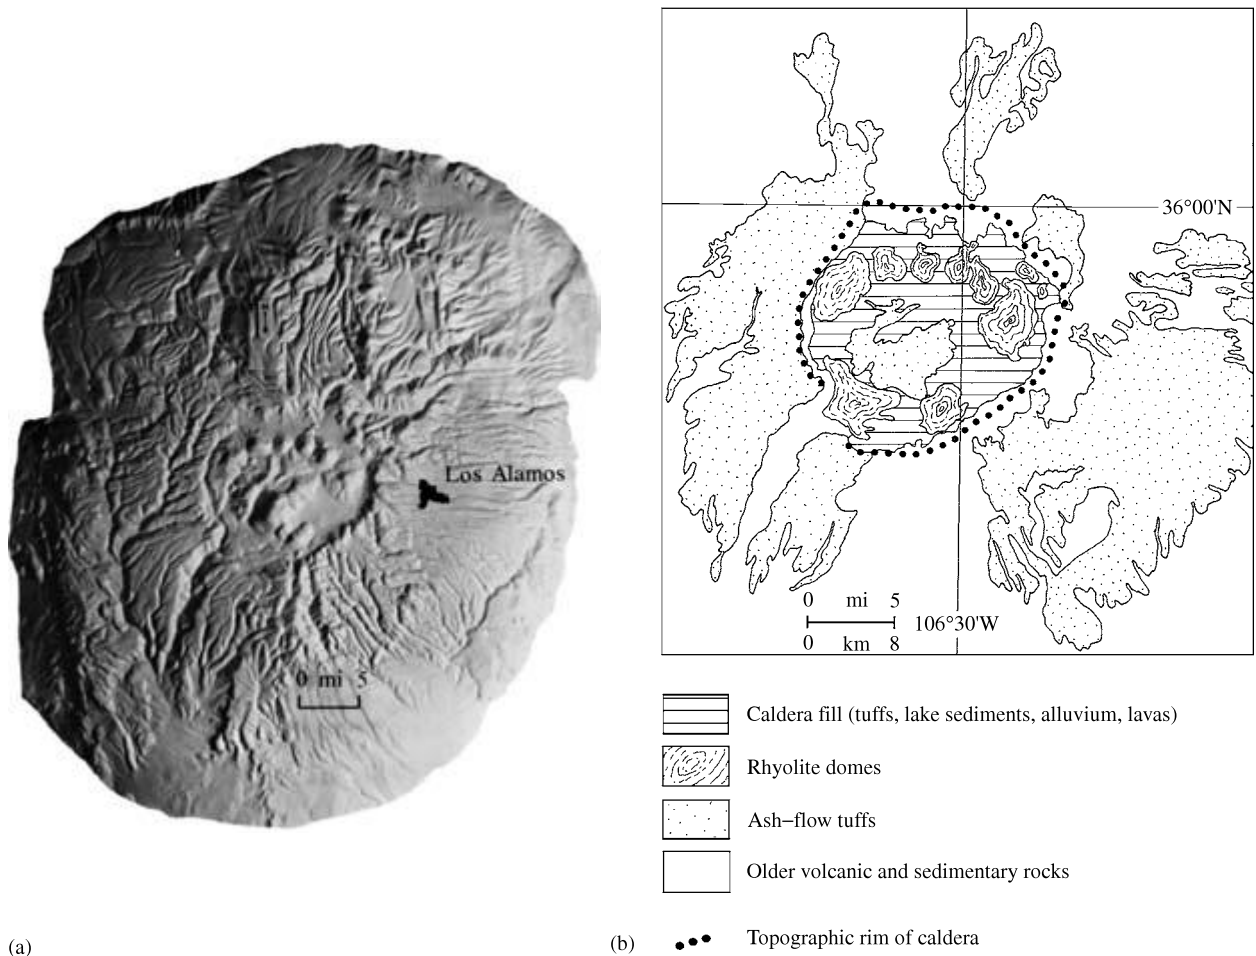 Los Alamos
0 mi 5
(a)
36°00'N
0 mi 5
106°30'W
0 km 8
Caldera fill (tuffs, lake sediments, alluvium, lavas)
Rhyolite domes
Ash–flow tuffs
Older volcanic and sedimentary rocks
Topographic rim of caldera
(b)